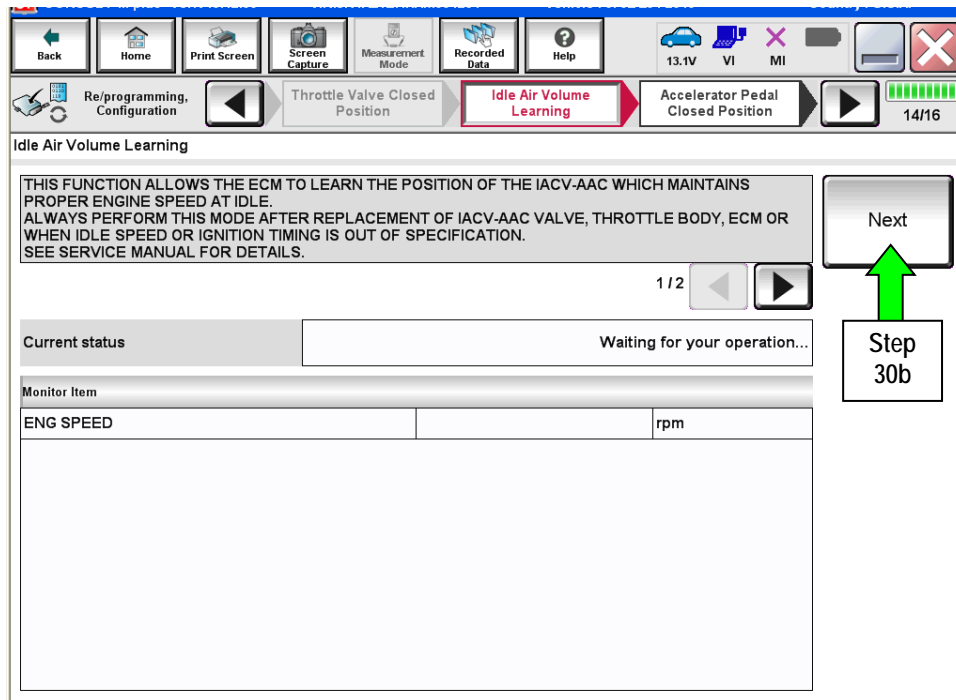 Back
Home
Print Screen
Screen
Capture
Measurement
Mode
Recorded
Data
Help
13.1V
VI
MI
Re/programming,
Configuration
Throttle Valve Closed
Position
Idle Air Volume
Learning
Accelerator Pedal
Closed Position
14/16
Idle Air Volume Learning
THIS FUNCTION ALLOWS THE ECM TO LEARN THE POSITION OF THE IACV-AAC WHICH MAINTAINS
PROPER ENGINE SPEED AT IDLE.
ALWAYS PERFORM THIS MODE AFTER REPLACEMENT OF IACV-AAC VALVE, THROTTLE BODY, ECM OR
WHEN IDLE SPEED OR IGNITION TIMING IS OUT OF SPECIFICATION.
SEE SERVICE MANUAL FOR DETAILS.
Next
1/2
Step
30b
Current status
Waiting for your operation...
Monitor Item
ENG SPEED
rpm